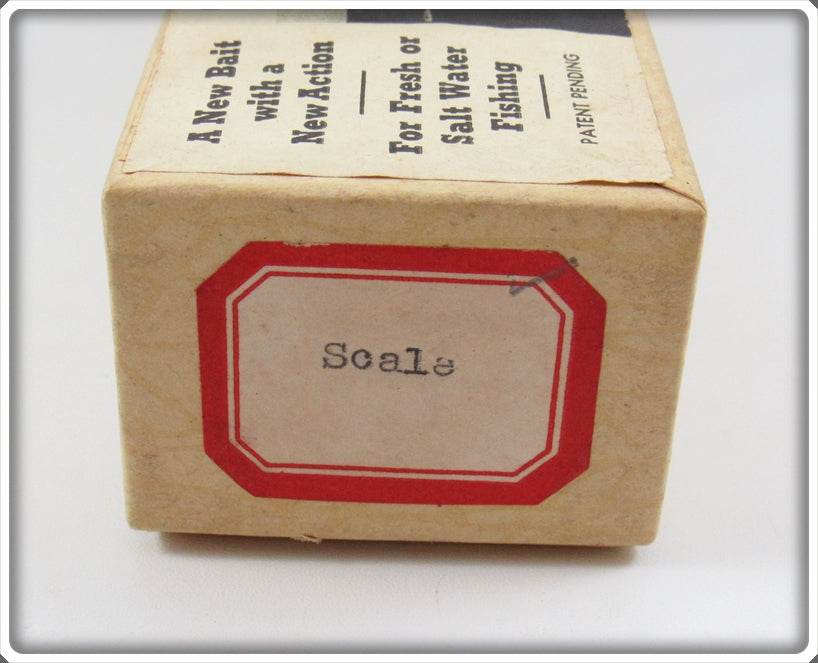 A New Bait
with a
New Action
For Fresh or
Salt Water
Fishing
PATENT PENDING
Scale